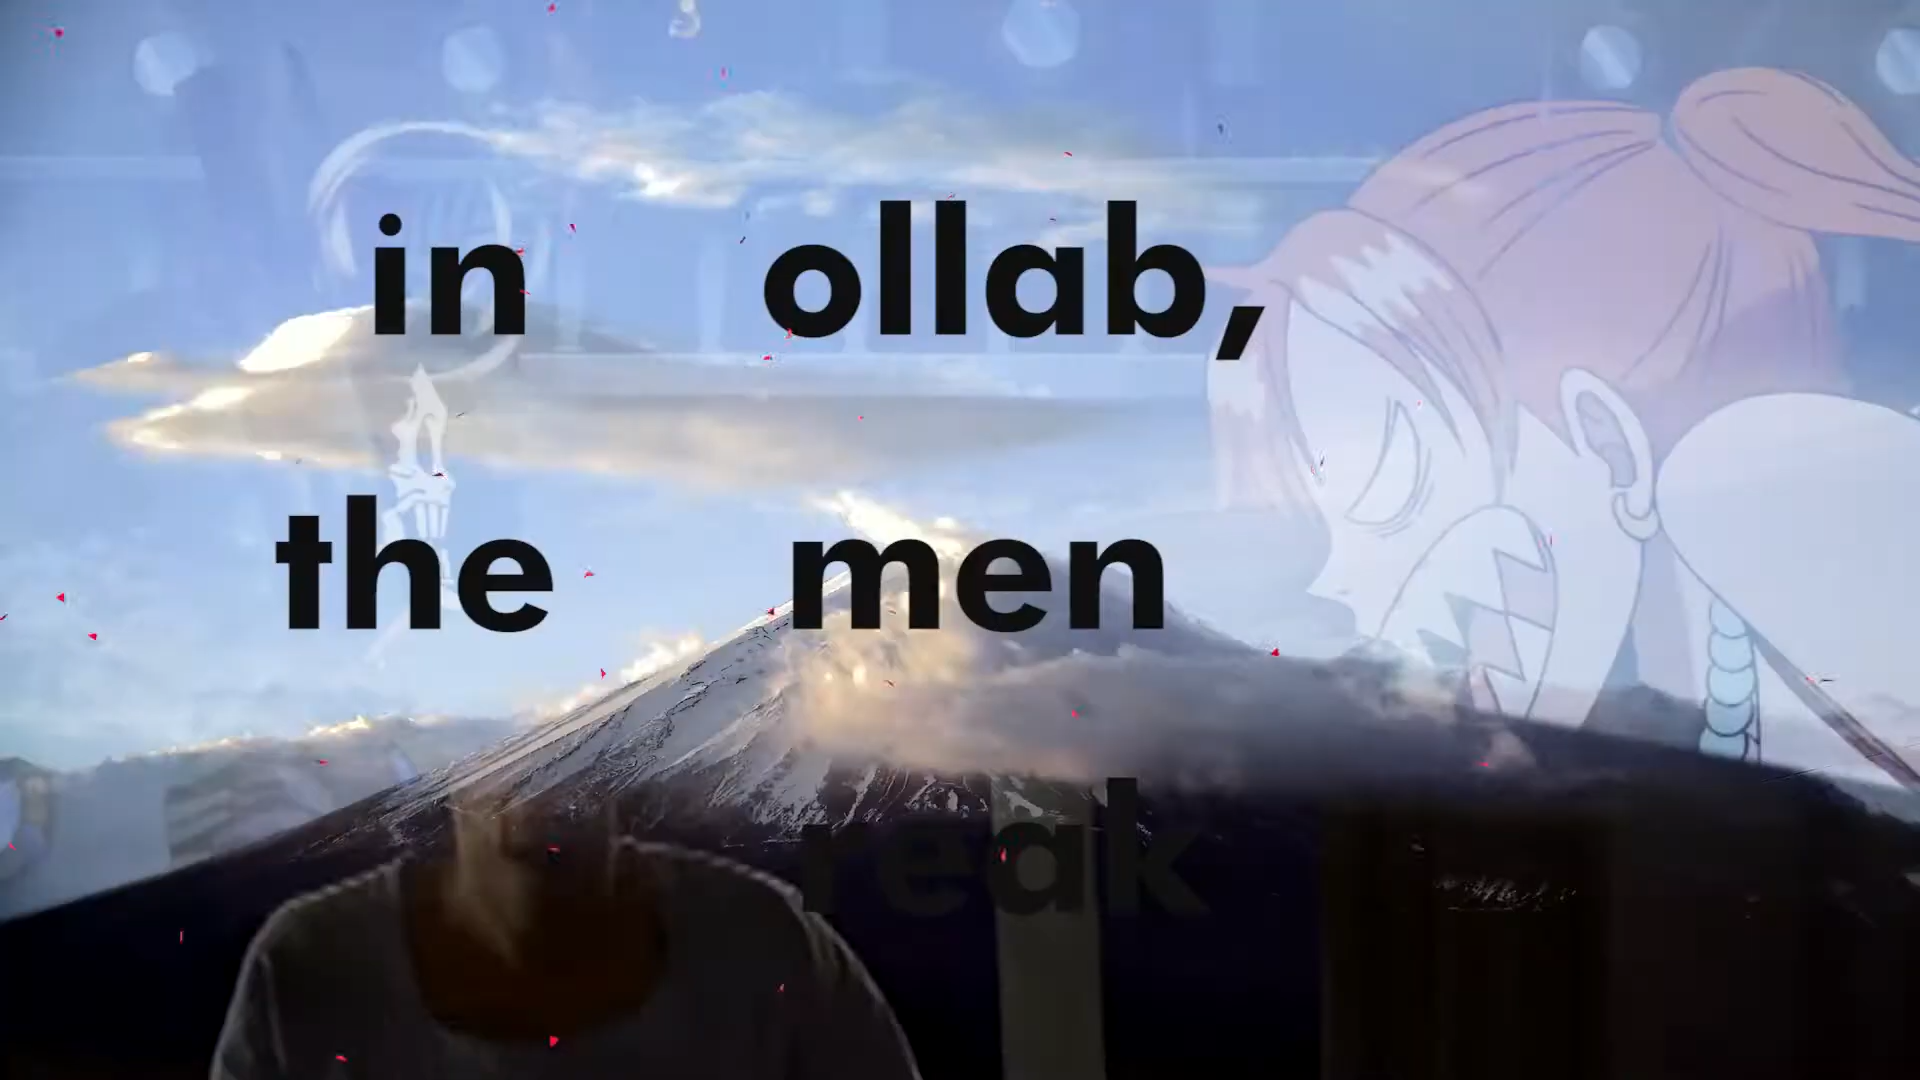 in ollab,
the men
reak